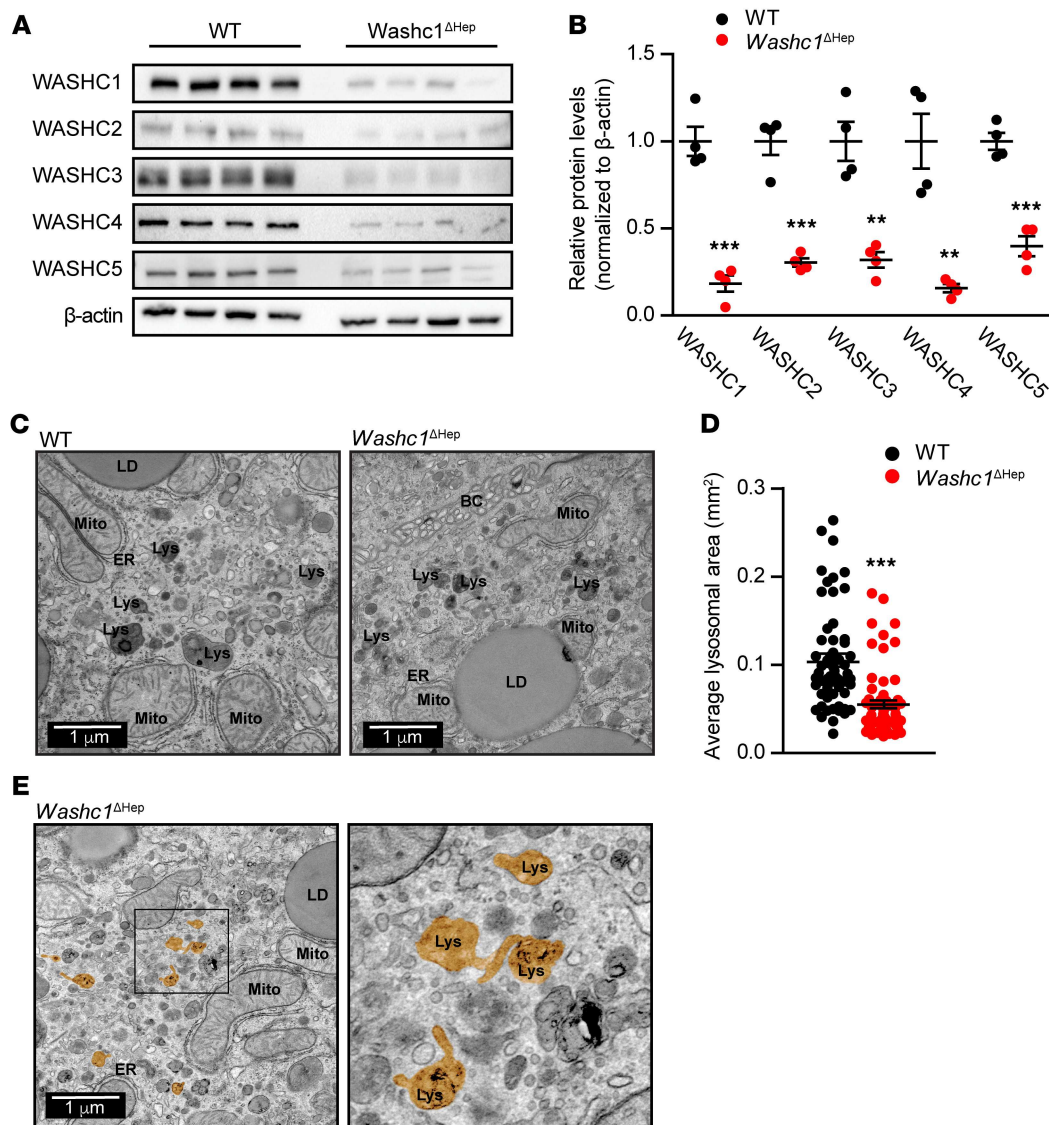 A
WT
Washc1ΔHep
WASHC1
WASHC2
WASHC3
WASHC4
WASHC5
β-actin
B
WT
Washc1ΔHep
Relative protein levels
(normalized to β-actin)
1.5
1.0
0.5
0.0
***
***
**
**
***
WASHC1
WASHC2
WASHC3
WASHC4
WASHC5
C
WT
LD
Mito
ER
Lys
Lys
Lys
Lys
Lys
Mito
Mito
1 μm
Washc1ΔHep
BC
Mito
Lys
Lys
Lys
Lys
Mito
ER
Mito
LD
1 μm
D
WT
Washc1ΔHep
Average lysosomal area (mm²)
0.3
0.2
0.1
0.0
***
E
Washc1ΔHep
LD
Mito
Mito
ER
1 μm
Lys
Lys
Lys
Lys